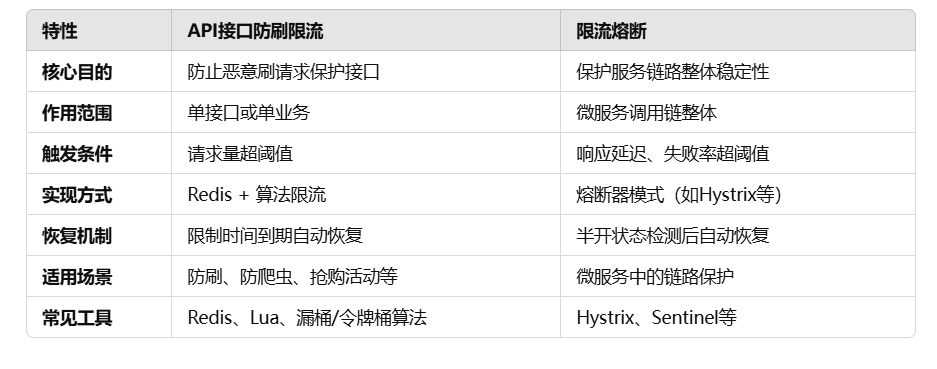 特性 API接口防刷限流 限流熔断
核心目的 防止恶意刷请求保护接口 保护服务链路整体稳定性
作用范围 单接口或单业务 微服务调用链整体
触发条件 请求量超阈值 响应延迟、失败率超阈值
实现方式 Redis + 算法限流 熔断器模式（如Hystrix等）
恢复机制 限制时间到期自动恢复 半开状态检测后自动恢复
适用场景 防刷、防爬虫、抢购活动等 微服务中的链路保护
常见工具 Redis、Lua、漏桶/令牌桶算法 Hystrix、Sentinel等